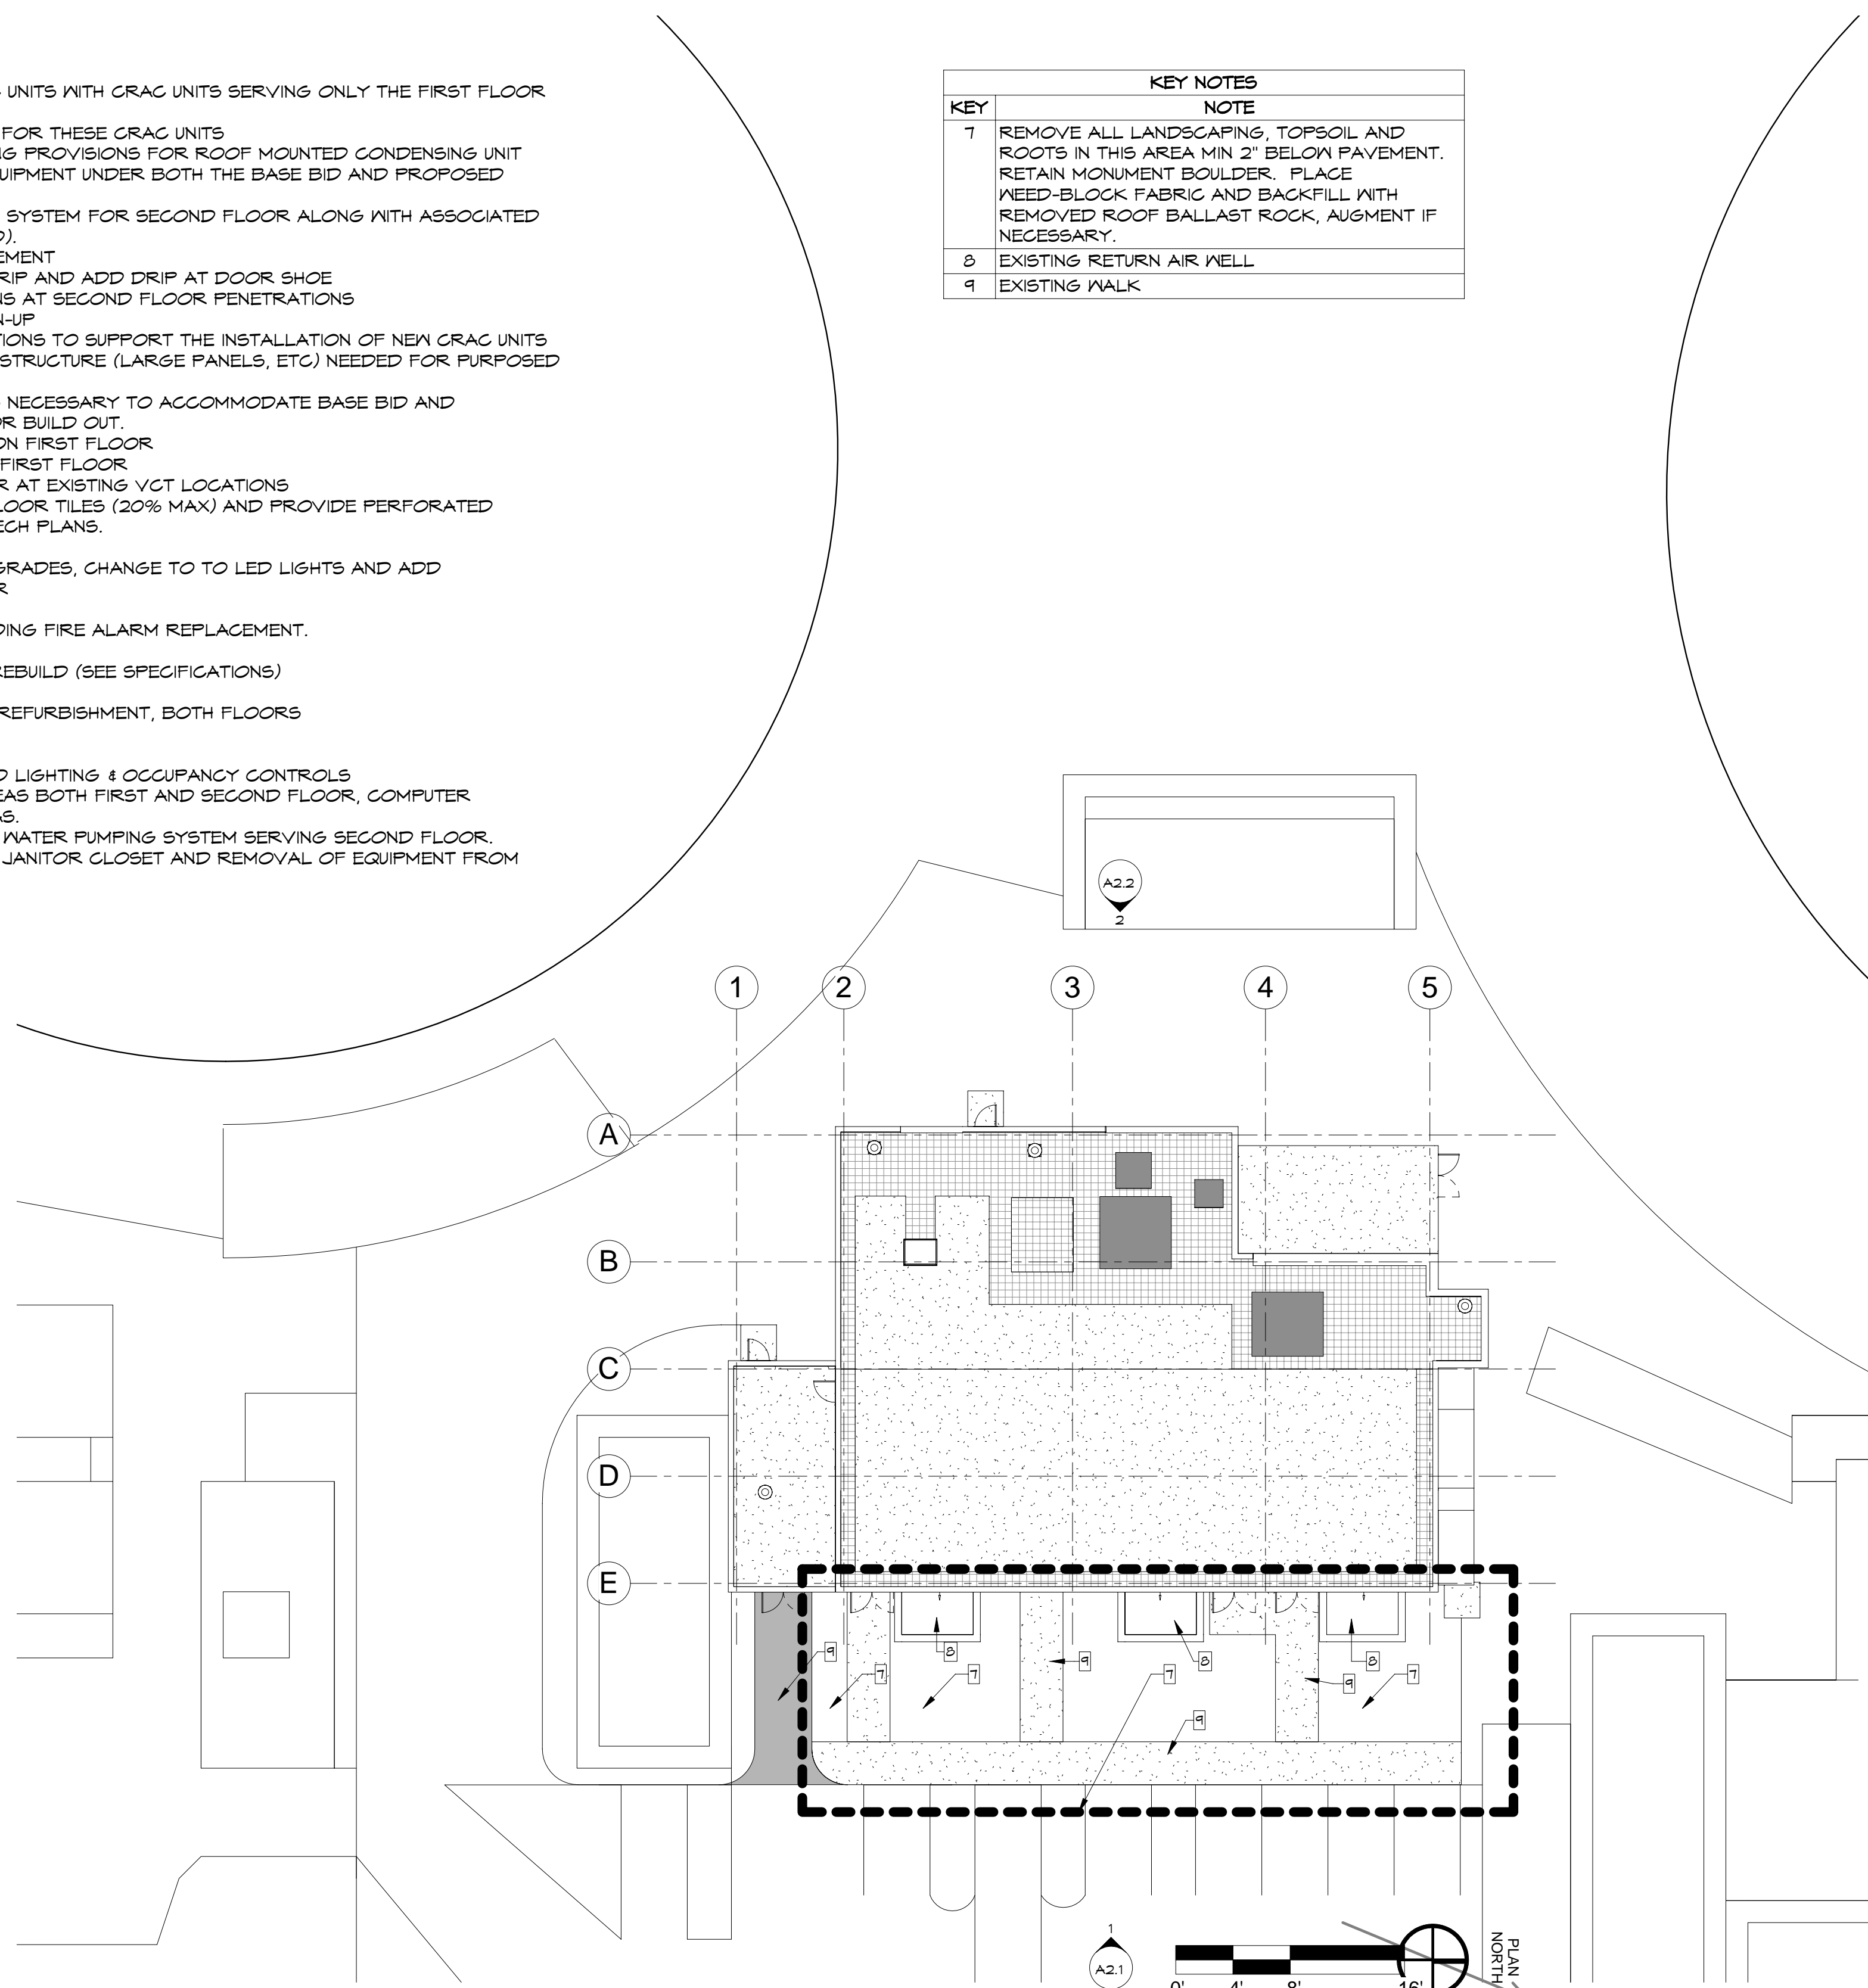 UNITS WITH CRAC UNITS SERVING ONLY THE FIRST FLOOR
FOR THESE CRAC UNITS
NG PROVISIONS FOR ROOF MOUNTED CONDENSING UNIT
QUIPMENT UNDER BOTH THE BASE BID AND PROPOSED
SYSTEM FOR SECOND FLOOR ALONG WITH ASSOCIATED
D).
EMENT
RIP AND ADD DRIP AT DOOR SHOE
NS AT SECOND FLOOR PENETRATIONS
N-UP
TIONS TO SUPPORT THE INSTALLATION OF NEW CRAC UNITS
STRUCTURE (LARGE PANELS, ETC) NEEDED FOR PURPOSED
NECESSARY TO ACCOMMODATE BASE BID AND
OR BUILD OUT.
ON FIRST FLOOR
FIRST FLOOR
R AT EXISTING VCT LOCATIONS
LOOR TILES (20% MAX) AND PROVIDE PERFORATED
ECH PLANS.
GRADES, CHANGE TO TO LED LIGHTS AND ADD
R
DING FIRE ALARM REPLACEMENT.
REBUILD (SEE SPECIFICATIONS)
REFURBISHMENT, BOTH FLOORS
D LIGHTING & OCCUPANCY CONTROLS
EAS BOTH FIRST AND SECOND FLOOR, COMPUTER
GS.
WATER PUMPING SYSTEM SERVING SECOND FLOOR.
JANITOR CLOSET AND REMOVAL OF EQUIPMENT FROM
KEY NOTES
KEY NOTE
7 REMOVE ALL LANDSCAPING, TOPSOIL AND
ROOTS IN THIS AREA MIN 2" BELOW PAVEMENT.
RETAIN MONUMENT BOULDER. PLACE
WEED-BLOCK FABRIC AND BACKFILL WITH
REMOVED ROOF BALLAST ROCK, AUGMENT IF
NECESSARY.
8 EXISTING RETURN AIR WELL
9 EXISTING WALK
A2.2
2
1 2 3 4 5
A
B
C
D
E
9 8 9 8 8
7 7 7 9 7
9
1
A2.1
0' 4' 8' 16'
PLAN
NORTH